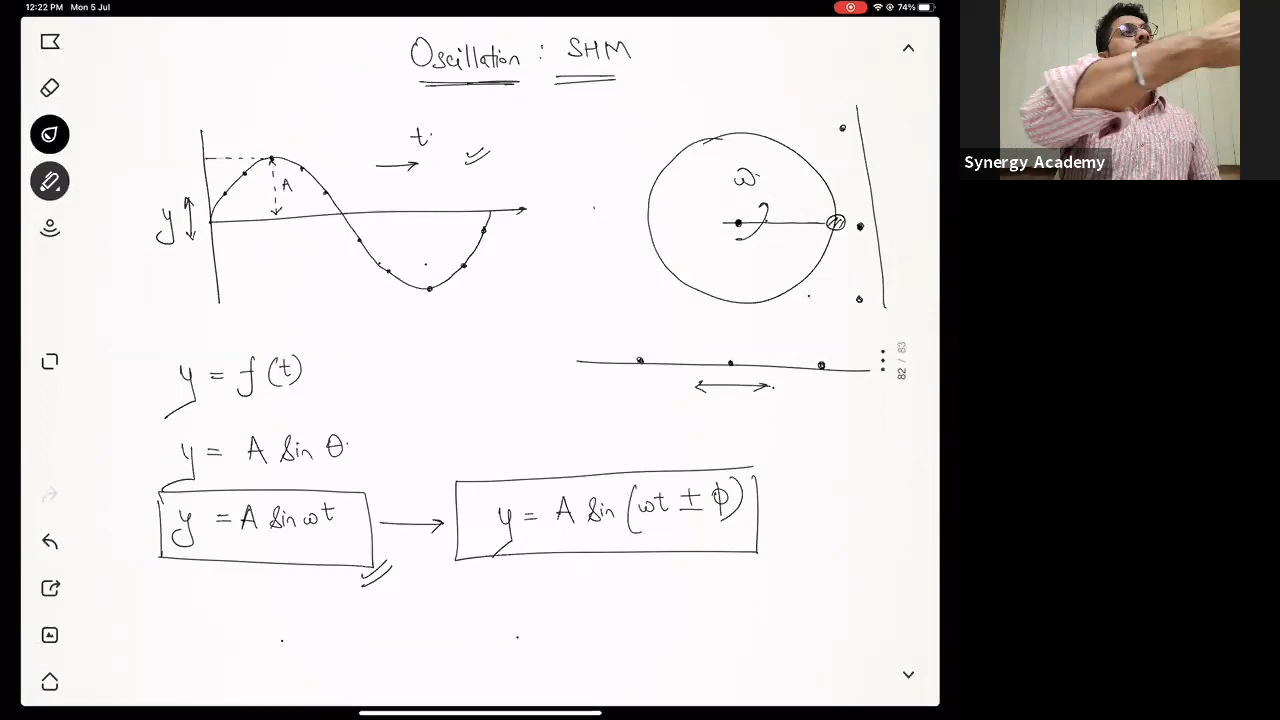 12:22 PM Mon 5 Jul
74%
Oscillation : SHM
t
A
y
ω
82 / 83
y = f (t)
y = A Sin θ
y = A Sin ωt
y = A Sin (ωt ± ϕ)
Synergy Academy